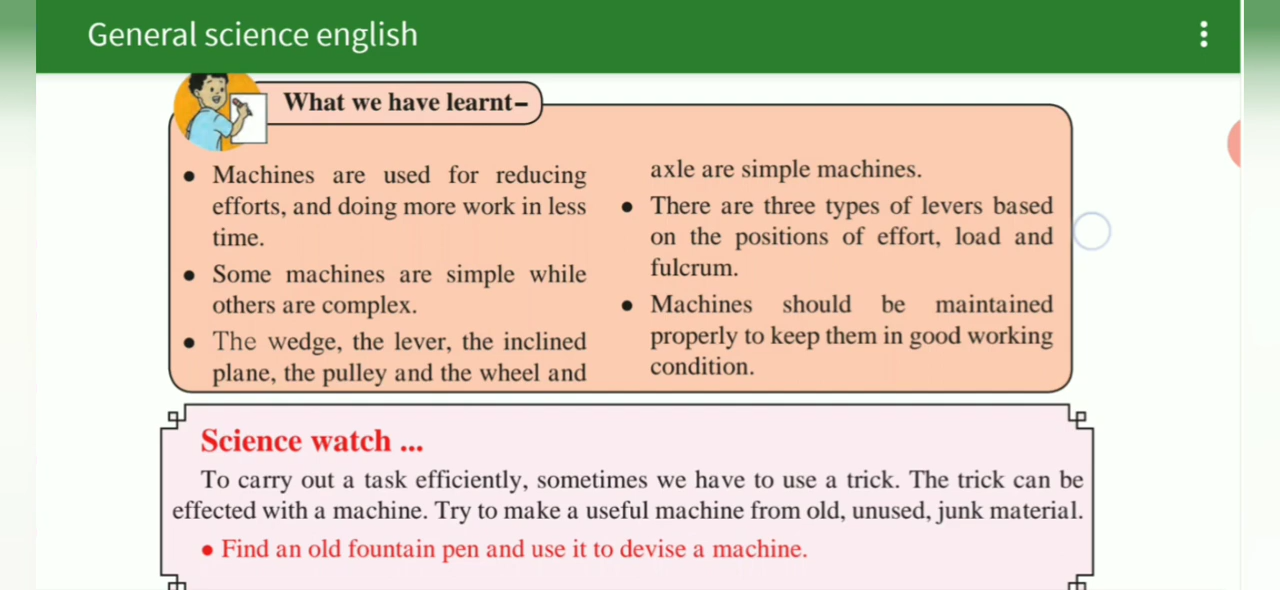 General science english
What we have learnt–
● Machines are used for reducing
efforts, and doing more work in less
time.
● Some machines are simple while
others are complex.
● The wedge, the lever, the inclined
plane, the pulley and the wheel and
axle are simple machines.
● There are three types of levers based
on the positions of effort, load and
fulcrum.
● Machines should be maintained
properly to keep them in good working
condition.
Science watch ...
To carry out a task efficiently, sometimes we have to use a trick. The trick can be
effected with a machine. Try to make a useful machine from old, unused, junk material.
● Find an old fountain pen and use it to devise a machine.